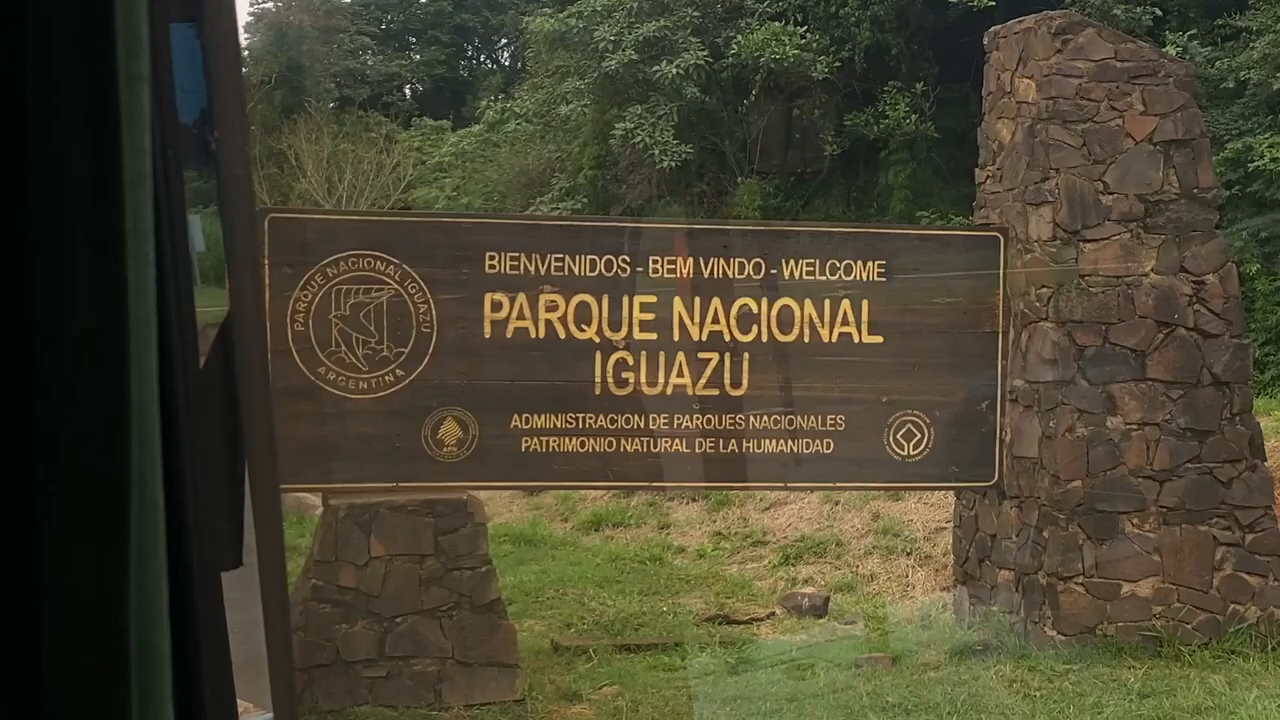 PARQUE NACIONAL IGUAZU
ARGENTINA
BIENVENIDOS - BEM VINDO - WELCOME
PARQUE NACIONAL
IGUAZU
ADMINISTRACION DE PARQUES NACIONALES
PATRIMONIO NATURAL DE LA HUMANIDAD
APN